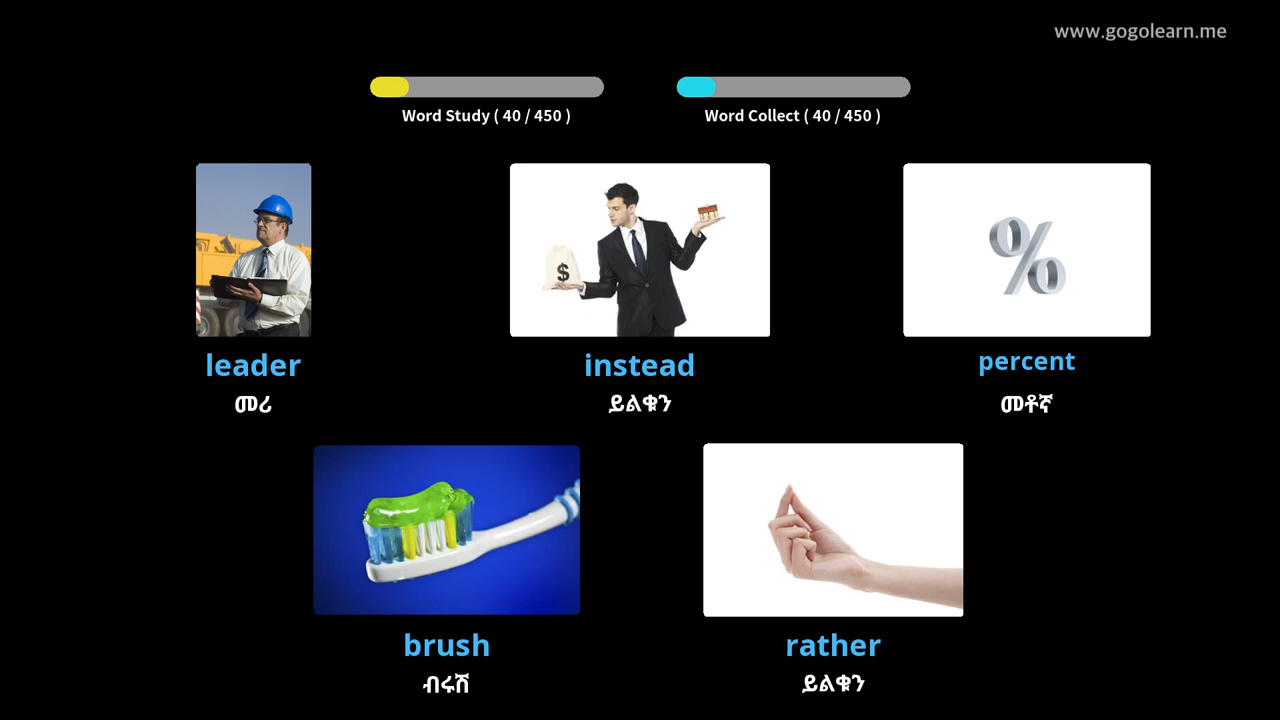 www.gogolearn.me
Word Study ( 40 / 450 )
Word Collect ( 40 / 450 )
leader
መሪ
instead
ይልቁን
percent
መቶኛ
$
%
brush
ብሩሽ
rather
ይልቁን